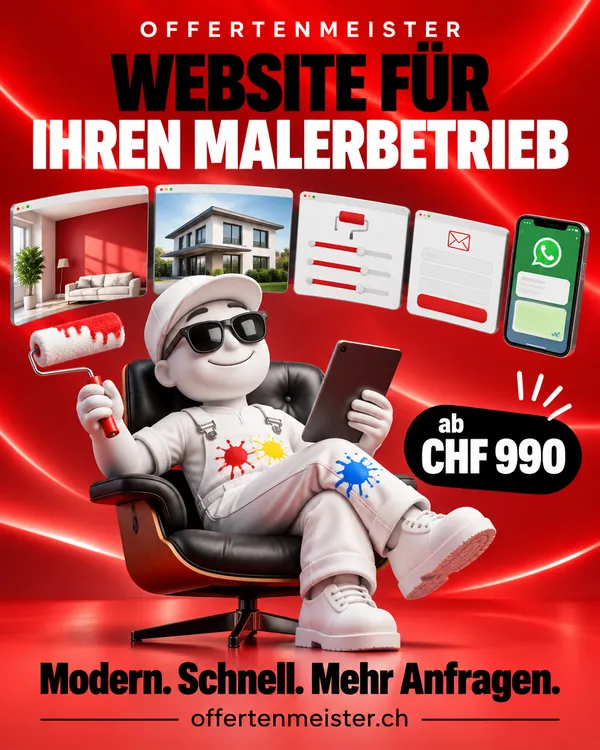 OFFERTENMEISTER
WEBSITE FÜR
IHREN MALERBETRIEB
ab
CHF 990
Modern. Schnell. Mehr Anfragen.
offertenmeister.ch